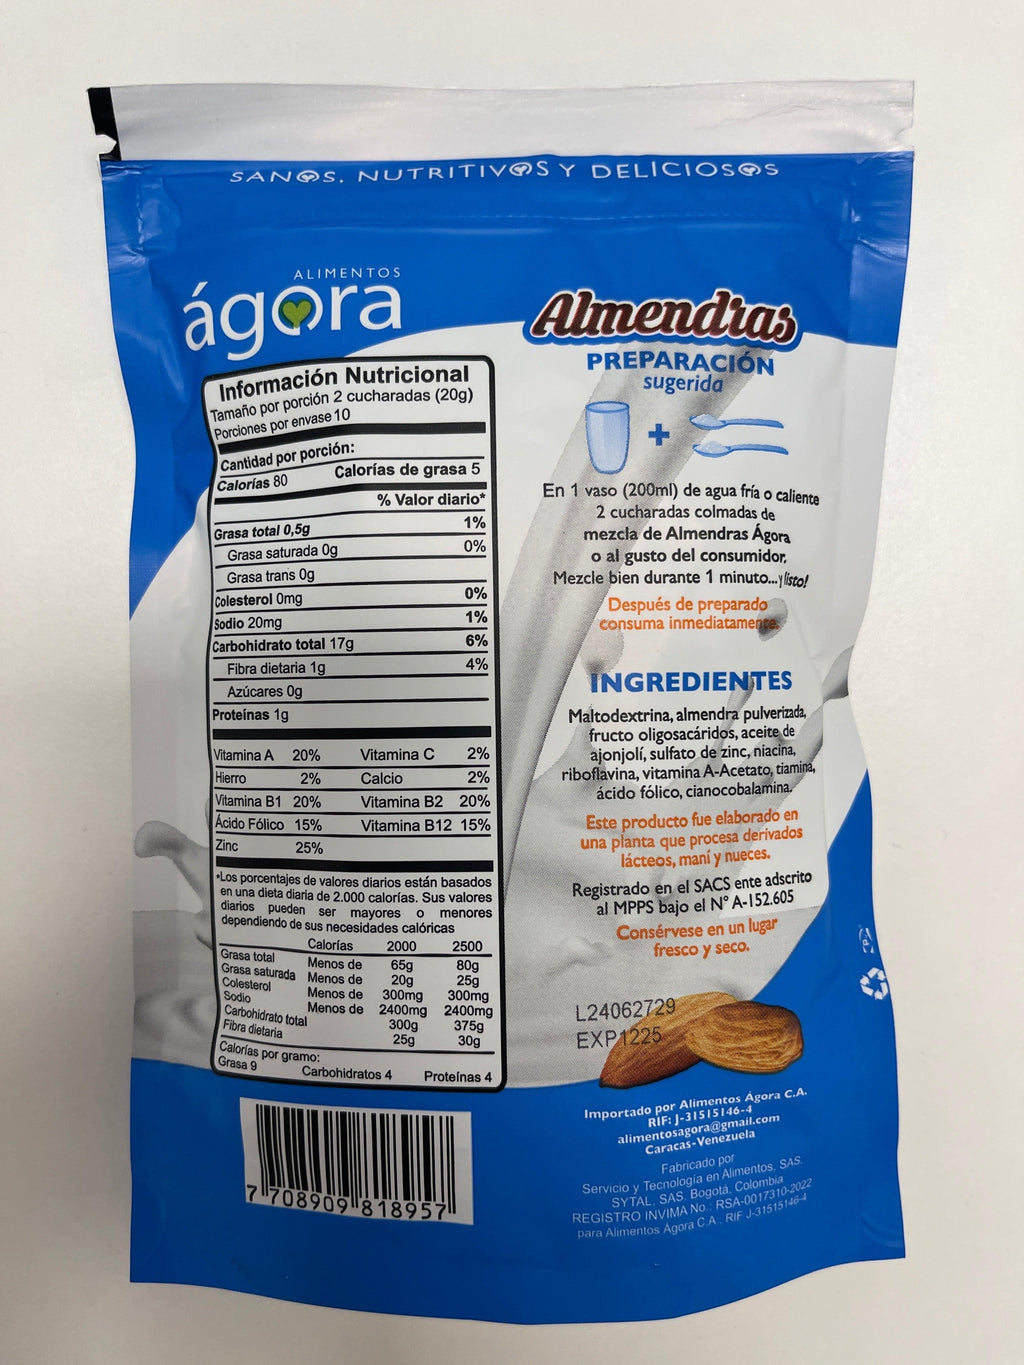 SANOS, NUTRITIVOS Y DELICIOSOS
ALIMENTOS
ágora
Información Nutricional
Tamaño por porción 2 cucharadas (20g)
Porciones por envase 10
Cantidad por porción:
Calorías 80 Calorías de grasa 5
% Valor diario*
Grasa total 0,5g 1%
Grasa saturada 0g 0%
Grasa trans 0g
Colesterol 0mg 0%
Sodio 20mg 1%
Carbohidrato total 17g 6%
Fibra dietaria 1g 4%
Azúcares 0g
Proteínas 1g
Vitamina A 20% Vitamina C 2%
Hierro 2% Calcio 2%
Vitamina B1 20% Vitamina B2 20%
Ácido Fólico 15% Vitamina B12 15%
Zinc 25%
*Los porcentajes de valores diarios están basados
en una dieta diaria de 2.000 calorías. Sus valores
diarios pueden ser mayores o menores
dependiendo de sus necesidades calóricas
Calorías 2000 2500
Grasa total Menos de 65g 80g
Grasa saturada Menos de 20g 25g
Colesterol Menos de 300mg 300mg
Sodio Menos de 2400mg 2400mg
Carbohidrato total 300g 375g
Fibra dietaria 25g 30g
Calorías por gramo:
Grasa 9 Carbohidratos 4 Proteínas 4
7 708909 818957
Almendras
PREPARACIÓN
sugerida
+
En 1 vaso (200ml) de agua fría o caliente
2 cucharadas colmadas de
mezcla de Almendras Ágora
o al gusto del consumidor.
Mezcle bien durante 1 minuto...y listo!
Después de preparado
consuma inmediatamente.
INGREDIENTES
Maltodextrina, almendra pulverizada,
fructo oligosacáridos, aceite de
ajonjolí, sulfato de zinc, niacina,
riboflavina, vitamina A-Acetato, tiamina,
ácido fólico, cianocobalamina.
Este producto fue elaborado en
una planta que procesa derivados
lácteos, maní y nueces.
Registrado en el SACS ente adscrito
al MPPS bajo el N° A-152.605
Consérvese en un lugar
fresco y seco.
L24062729
EXP1225
Importado por Alimentos Ágora C.A.
RIF: J-31515146-4
alimentosagora@gmail.com
Caracas-Venezuela
Fabricado por
Servicio y Tecnología en Alimentos, SAS.
SYTAL, SAS. Bogotá, Colombia
REGISTRO INVIMA No.: RSA-0017310-2022
para Alimentos Ágora C.A. RIF J-31515146-4